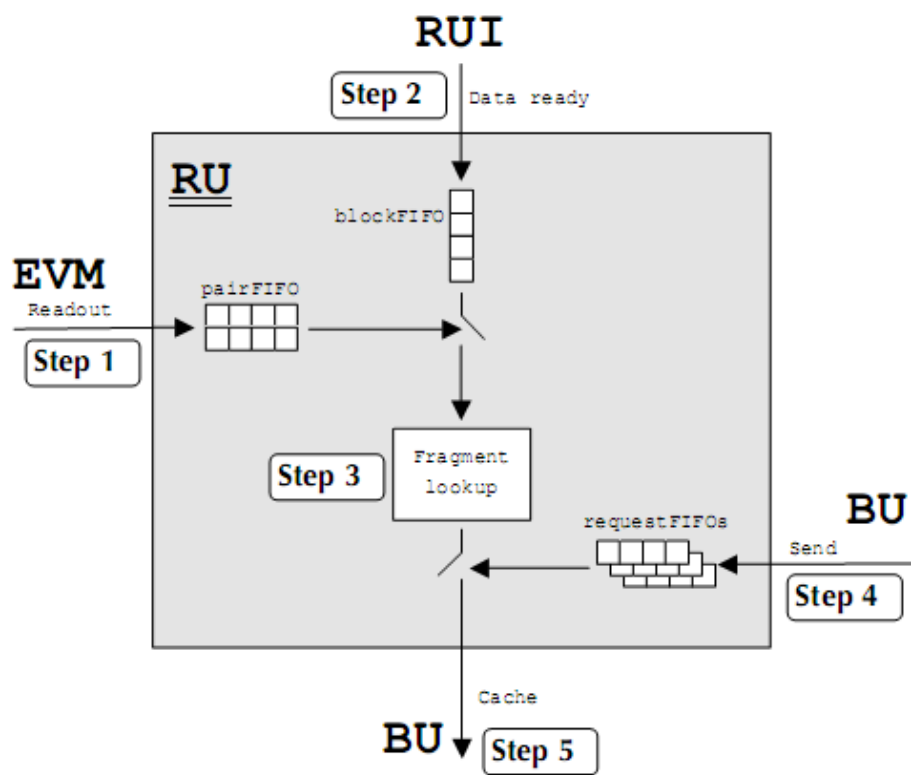 RUI
Step 2
Data ready
RU
blockFIFO
EVM
Readout
pairFIFO
Step 1
Step 3
Fragment
lookup
requestFIFOs
BU
Send
Step 4
Cache
BU
Step 5